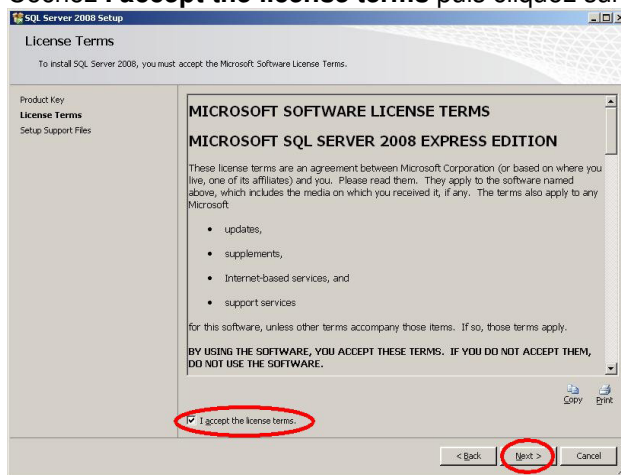 I accept the license terms puis cliquez sur
SQL Server 2008 Setup
License Terms
To install SQL Server 2008, you must accept the Microsoft Software License Terms.
Product Key
License Terms
Setup Support Files
MICROSOFT SOFTWARE LICENSE TERMS
MICROSOFT SQL SERVER 2008 EXPRESS EDITION
These license terms are an agreement between Microsoft Corporation (or based on where you
live, one of its affiliates) and you. Please read them. They apply to the software named
above, which includes the media on which you received it, if any. The terms also apply to any
Microsoft
• updates,
• supplements,
• Internet-based services, and
• support services
for this software, unless other terms accompany those items. If so, those terms apply.
BY USING THE SOFTWARE, YOU ACCEPT THESE TERMS. IF YOU DO NOT ACCEPT THEM,
DO NOT USE THE SOFTWARE.
Copy Print
I accept the license terms.
< Back Next > Cancel